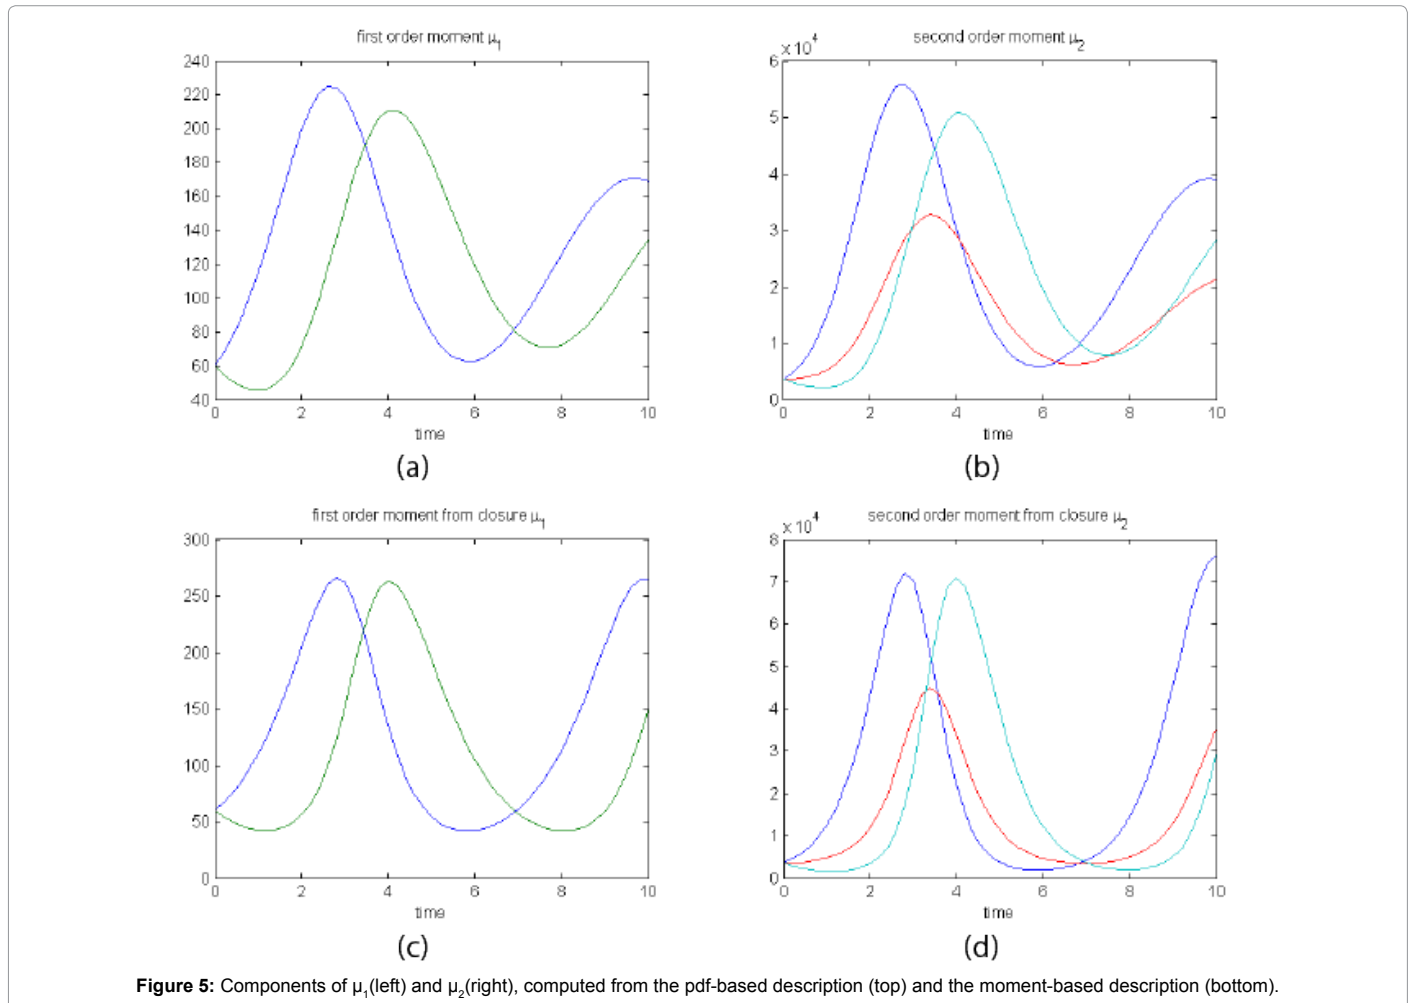 first order moment μ1
240
220
200
180
160
140
120
100
80
60
40
0 2 4 6 8 10
time
(a)
second order moment μ2
×10^4
6
5
4
3
2
1
0
0 2 4 6 8 10
time
(b)
first order moment from closure μ1
300
250
200
150
100
50
0
0 2 4 6 8 10
time
(c)
second order moment from closure μ2
×10^4
8
7
6
5
4
3
2
1
0
0 2 4 6 8 10
time
(d)
Figure 5: Components of μ1(left) and μ2(right), computed from the pdf-based description (top) and the moment-based description (bottom).